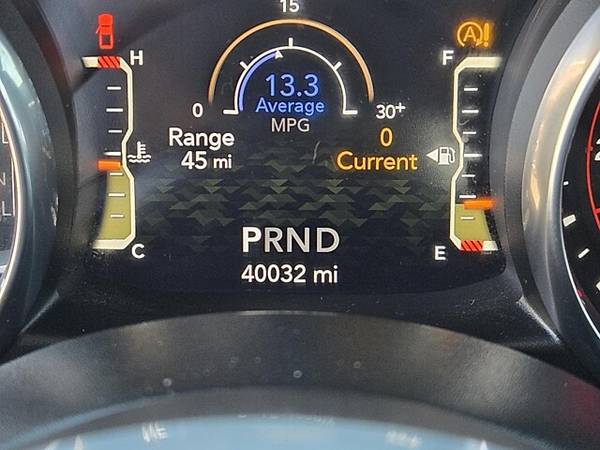 15
H
A!
F
13.3
Average
MPG
0
30+
Range
45 mi
0
Current
C
PRND
E
40032 mi